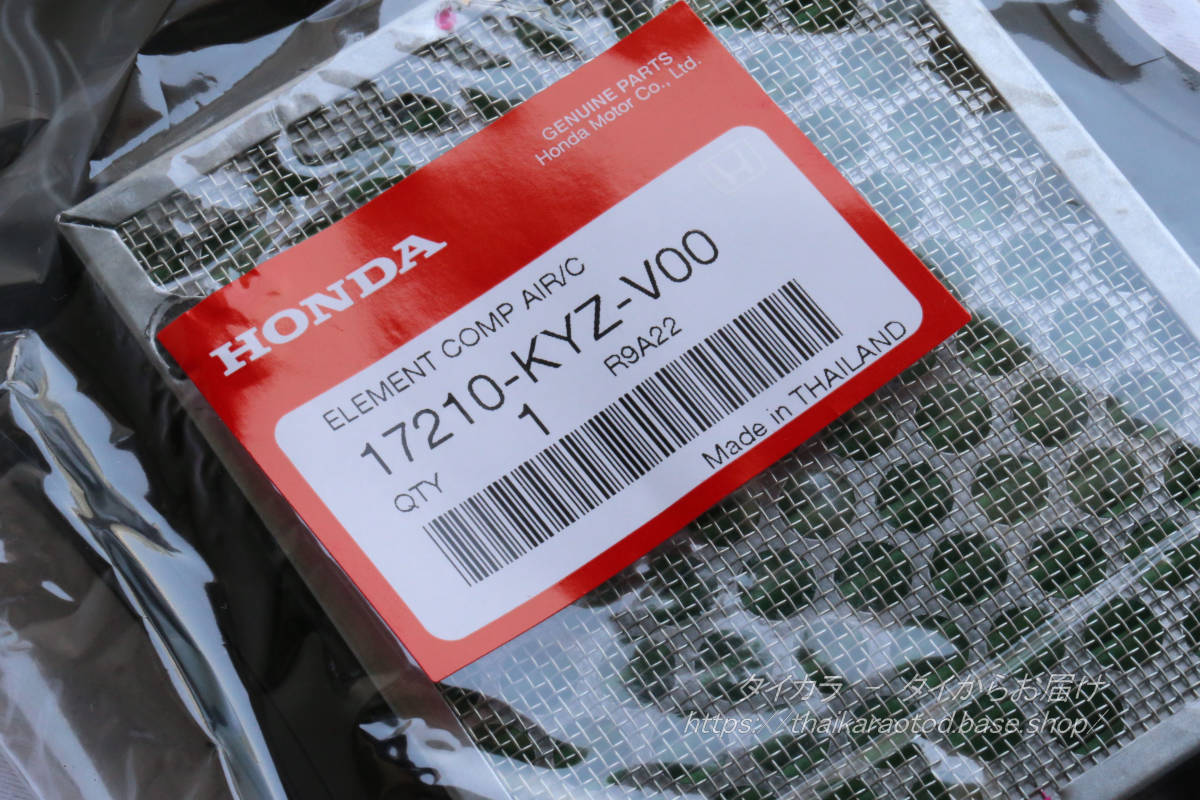 GENUINE PARTS
Honda Motor Co., Ltd.
HONDA
ELEMENT COMP AIR/C
17210-KYZ-V00
QTY 1 R9A22
Made in THAILAND
タイカラ - タイからお届け
https://thaikaraotod.base.shop/